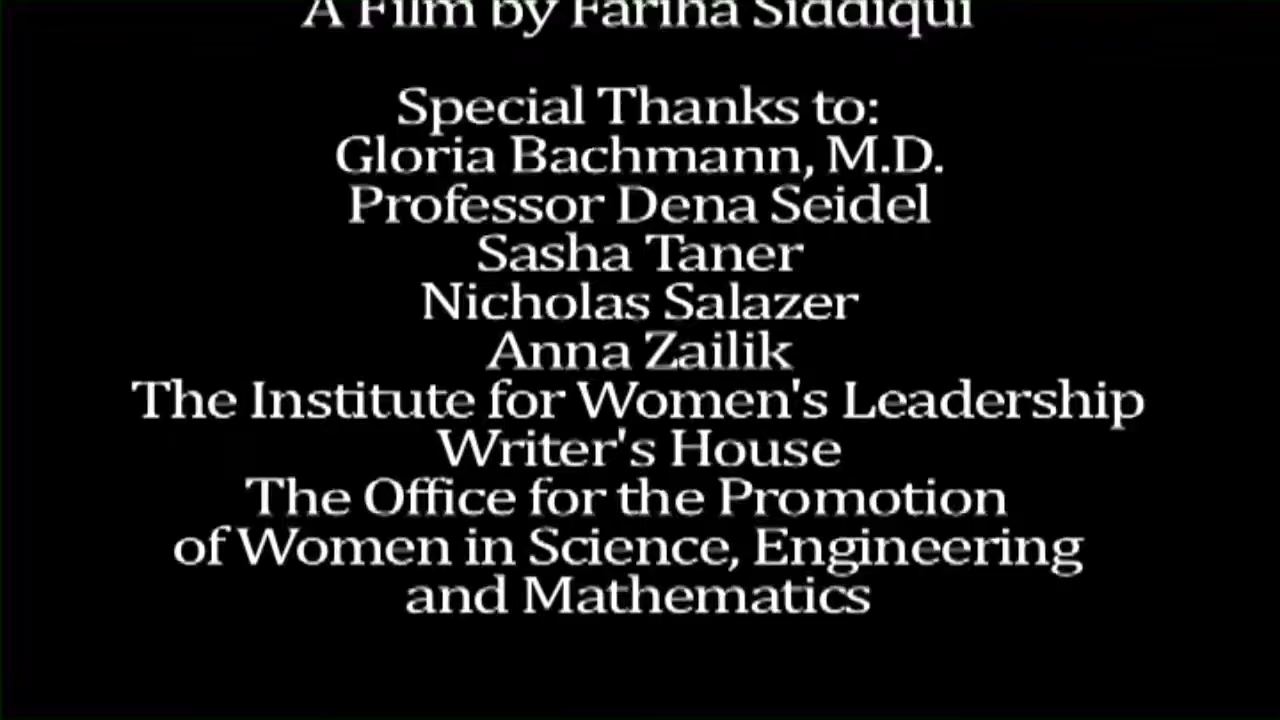 A Film by Fariha Siddiqui
Special Thanks to:
Gloria Bachmann, M.D.
Professor Dena Seidel
Sasha Taner
Nicholas Salazer
Anna Zailik
The Institute for Women's Leadership
Writer's House
The Office for the Promotion
of Women in Science, Engineering
and Mathematics